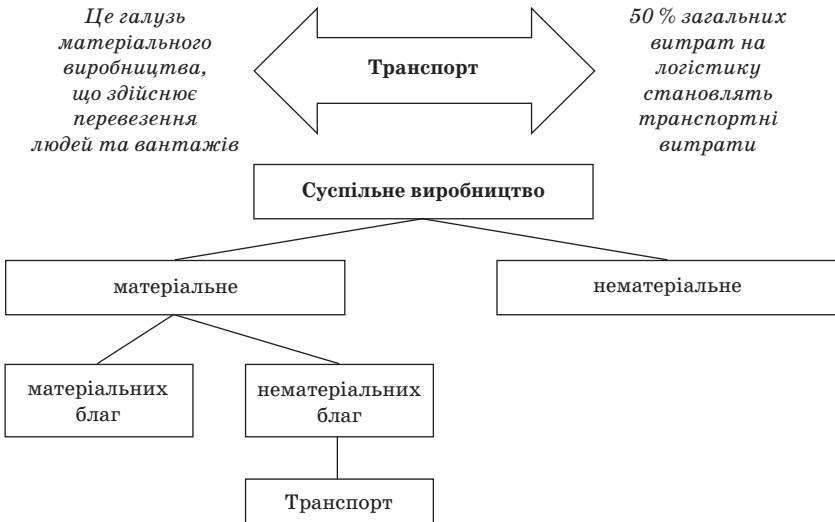 Це галузь
матеріального
виробництва,
що здійснює
перевезення
людей та вантажів
Транспорт
50 % загальних
витрат на
логістику
становлять
транспортні
витрати
Суспільне виробництво
матеріальне
нематеріальне
матеріальних
благ
нематеріальних
благ
Транспорт